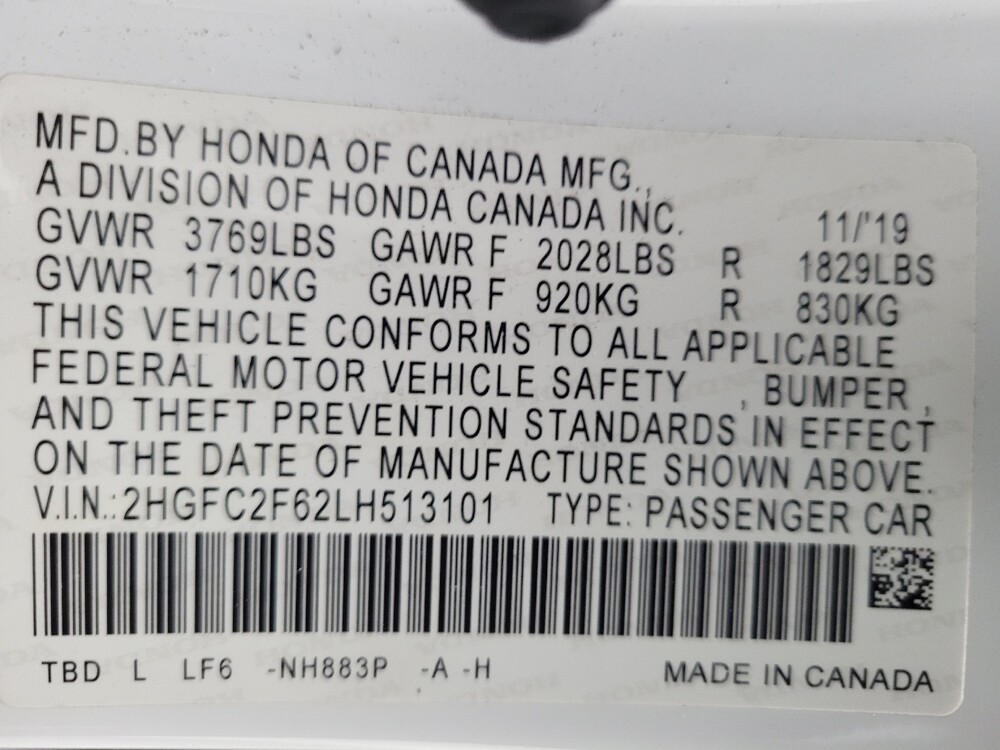 MFD.BY HONDA OF CANADA MFG.,
A DIVISION OF HONDA CANADA INC. 11/'19
GVWR 3769LBS GAWR F 2028LBS R 1829LBS
GVWR 1710KG GAWR F 920KG R 830KG
THIS VEHICLE CONFORMS TO ALL APPLICABLE
FEDERAL MOTOR VEHICLE SAFETY , BUMPER ,
AND THEFT PREVENTION STANDARDS IN EFFECT
ON THE DATE OF MANUFACTURE SHOWN ABOVE.
V.I.N.:2HGFC2F62LH513101 TYPE: PASSENGER CAR
TBD L LF6 -NH883P -A -H MADE IN CANADA